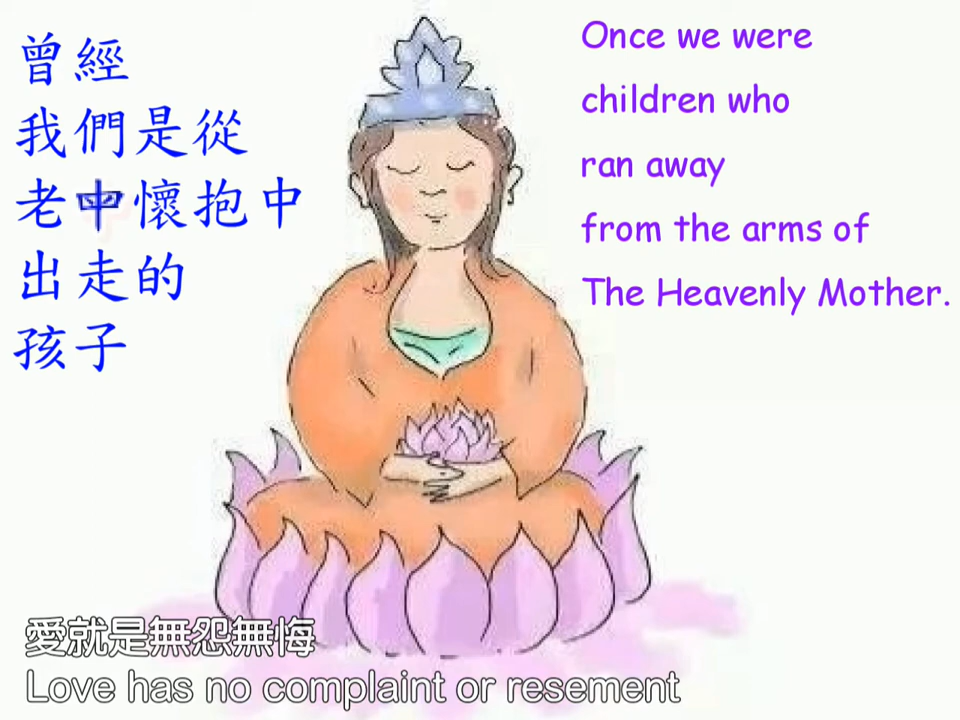 曾經
我們是從
老中懷抱中
出走的
孩子
Once we were
children who
ran away
from the arms of
The Heavenly Mother.
愛就是無怨無悔
Love has no complaint or resement